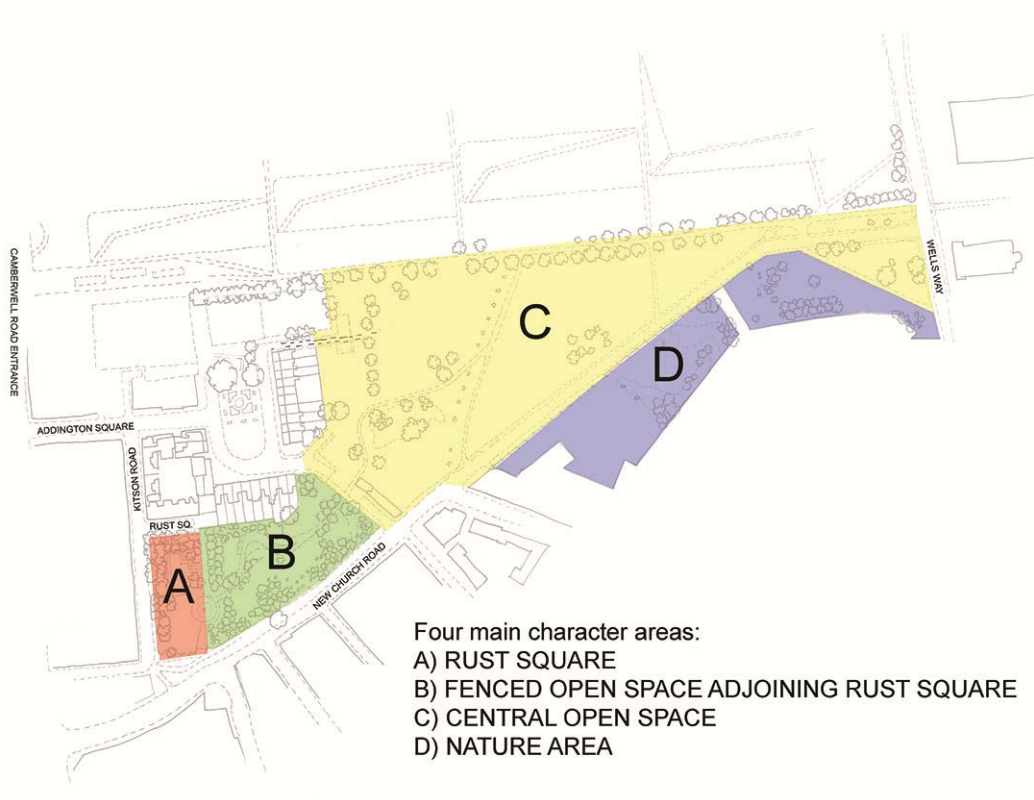 CAMBERWELL ROAD ENTRANCE
WELLS WAY
C
D
ADDINGTON SQUARE
KITSON ROAD
RUST SQ.
B
A
NEW CHURCH ROAD
Four main character areas:
A) RUST SQUARE
B) FENCED OPEN SPACE ADJOINING RUST SQUARE
C) CENTRAL OPEN SPACE
D) NATURE AREA